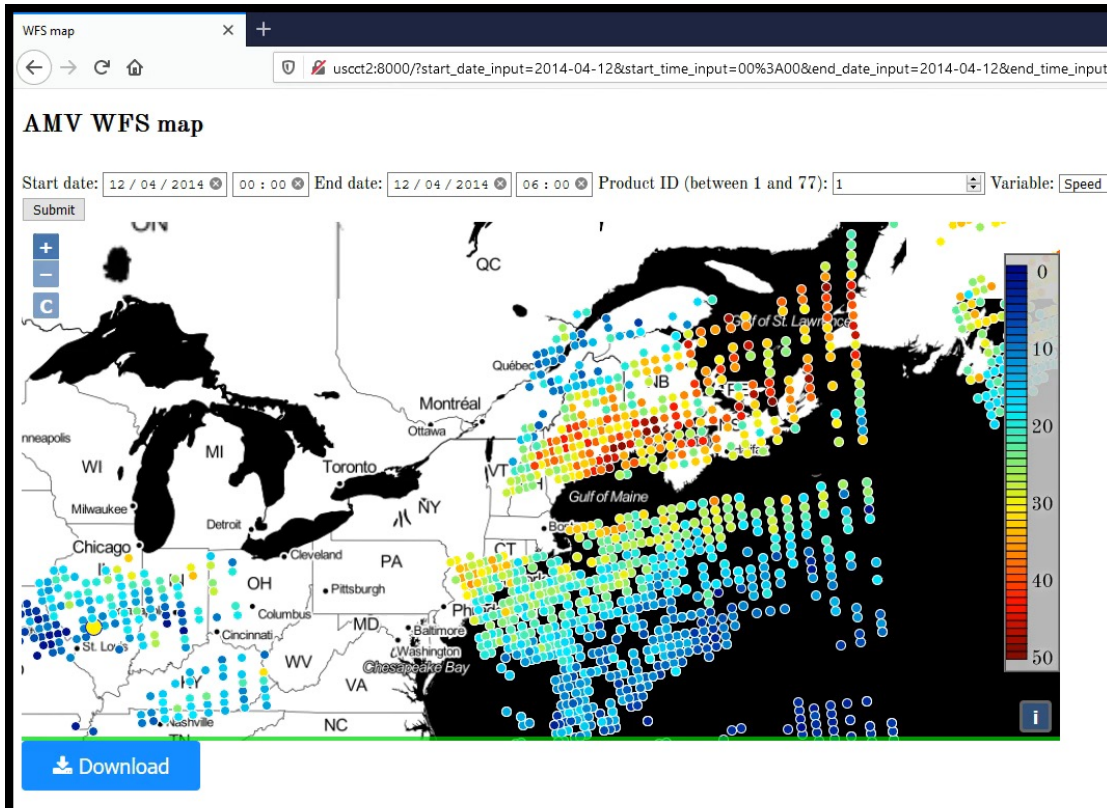 WFS map
uscct2:8000/?start_date_input=2014-04-12&start_time_input=00%3A00&end_date_input=2014-04-12&end_time_input
AMV WFS map
Start date: 12 / 04 / 2014 00 : 00 End date: 12 / 04 / 2014 06 : 00 Product ID (between 1 and 77): 1 Variable: Speed
Submit
ON
QC
+
−
C
0
10
20
30
40
50
Gulf of St. Lawrence
Québec
NB
PE
Montréal
Ottawa
nneapolis
WI
MI
Toronto
VT
NY
Gulf of Maine
Milwaukee
Detroit
Chicago
Cleveland
CT
PA
OH
Pittsburgh
Columbus
MD
Baltimore
Cincinnati
Washington
St. Louis
WV
Chesapeake Bay
KY
VA
Nashville
NC
TN
i
Download